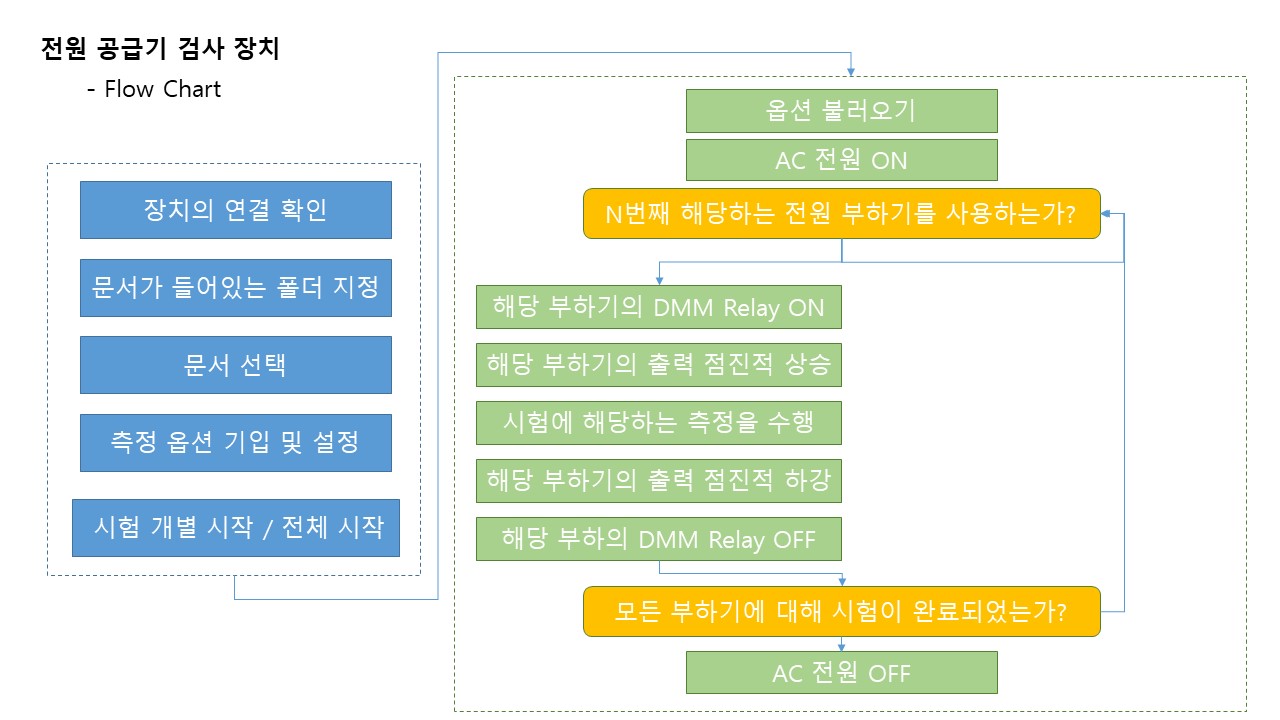 전원 공급기 검사 장치
- Flow Chart
장치의 연결 확인
문서가 들어있는 폴더 지정
문서 선택
측정 옵션 기입 및 설정
시험 개별 시작 / 전체 시작
옵션 불러오기
AC 전원 ON
N번째 해당하는 전원 부하기를 사용하는가?
해당 부하기의 DMM Relay ON
해당 부하기의 출력 점진적 상승
시험에 해당하는 측정을 수행
해당 부하기의 출력 점진적 하강
해당 부하의 DMM Relay OFF
모든 부하기에 대해 시험이 완료되었는가?
AC 전원 OFF